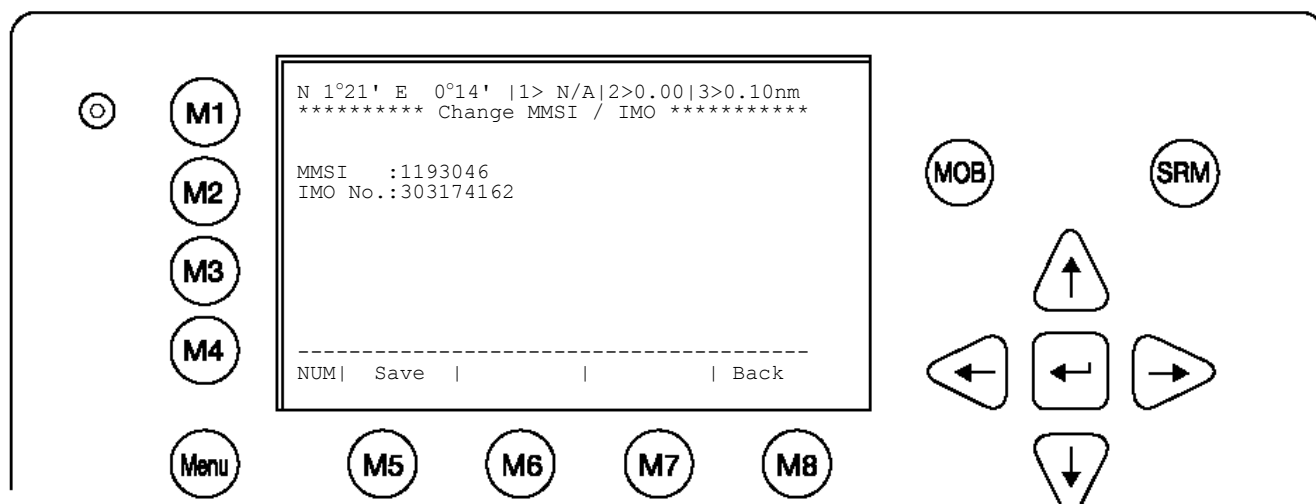 N 1°21' E 0°14' |1> N/A|2>0.00|3>0.10nm
********** Change MMSI / IMO ***********
MMSI :1193046
IMO No.:303174162
----------------------------------------
NUM| Save | | | Back
M1
M2
M3
M4
Menu
M5
M6
M7
M8
MOB
SRM